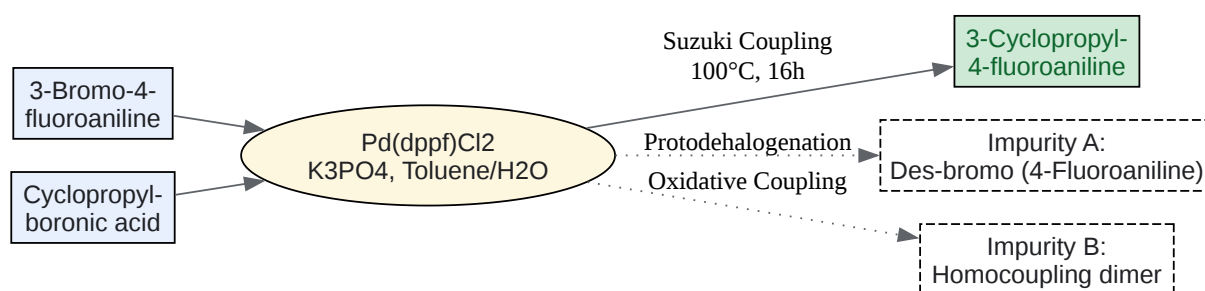 3-Bromo-4-
fluoroaniline
Cyclopropyl-
boronic acid
Pd(dppf)Cl2
K3PO4, Toluene/H2O
Suzuki Coupling
100°C, 16h
3-Cyclopropyl-
4-fluoroaniline
Protodehalogenation
Impurity A:
Des-bromo (4-Fluoroaniline)
Oxidative Coupling
Impurity B:
Homocoupling dimer